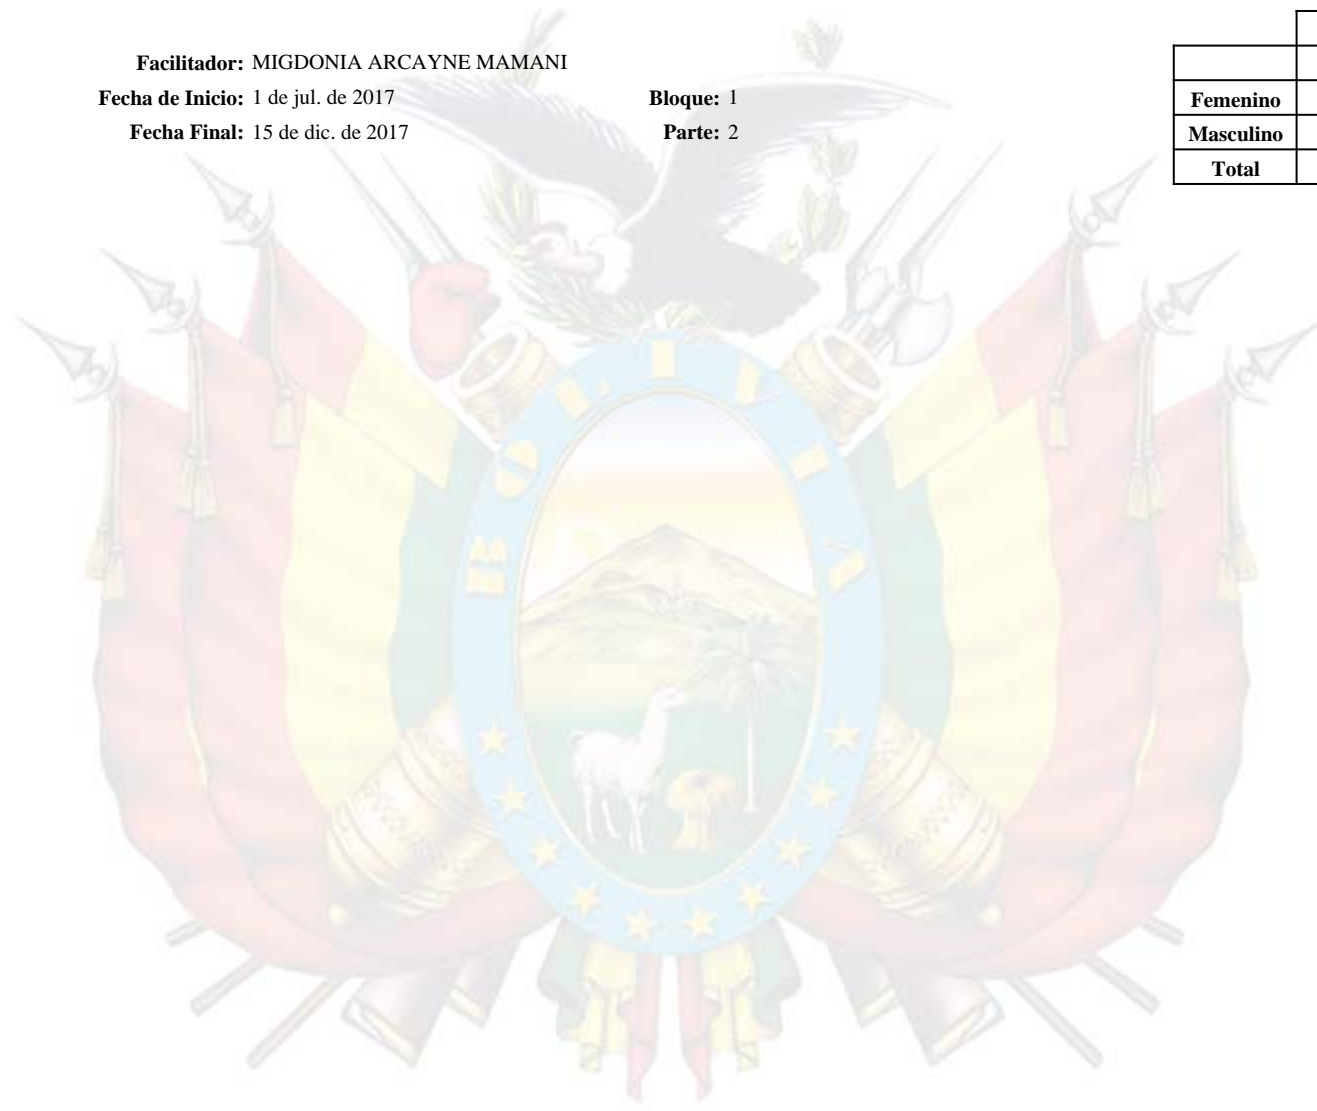 Facilitador: MIGDONIA ARCAYNE MAMANI
Fecha de Inicio: 1 de jul. de 2017 Bloque: 1
Fecha Final: 15 de dic. de 2017 Parte: 2
Femenino
Masculino
Total
BOLIVIA